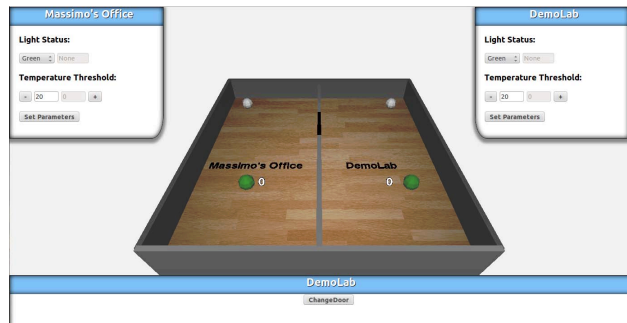 Massimo's Office
Light Status:
Green None
Temperature Threshold:
- 20 0 +
Set Parameters
DemoLab
Light Status:
Green None
Temperature Threshold:
- 20 0 +
Set Parameters
Massimo's Office
DemoLab
0
0
DemoLab
ChangeDoor